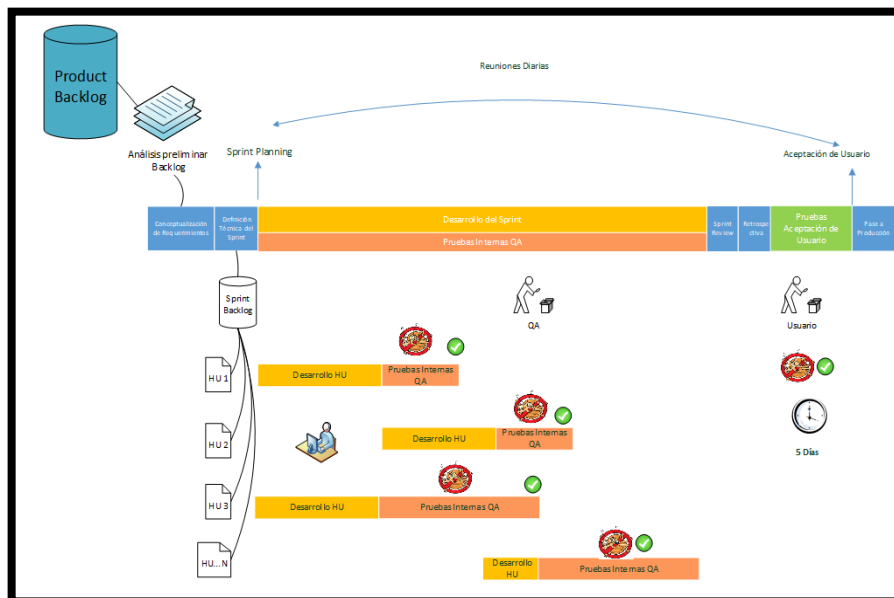 Product
Backlog
Reuniones Diarias
Análisis preliminar
Backlog
Sprint Planning
Aceptación de Usuario
Conceptualización
de Requerimientos
Definición
Técnica del
Sprint
Desarrollo del Sprint
Pruebas Internas QA
Sprint
Review
Retrospe
ctiva
Pruebas
Aceptación de
Usuario
Pase a
Producción
Sprint
Backlog
QA
Usuario
HU 1
Desarrollo HU
Pruebas Internas
QA
HU 2
Desarrollo HU
Pruebas Internas
QA
5 Días
HU 3
Desarrollo HU
Pruebas Internas QA
HU... N
Desarrollo
HU
Pruebas Internas QA